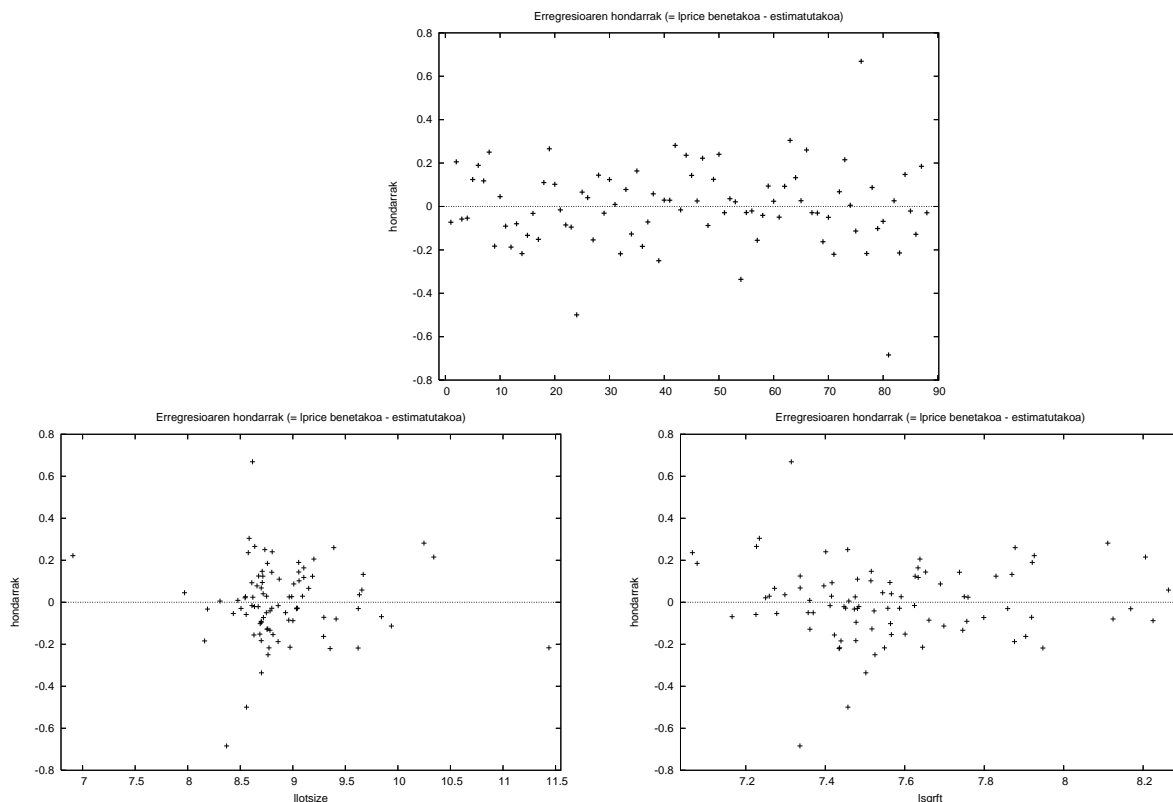 Erregresioaren hondarrak (= lprice benetakoa - estimatutakoa)
0.8
0.6
0.4
0.2
0
-0.2
-0.4
-0.6
-0.8
hondarrak
0 10 20 30 40 50 60 70 80 90
Erregresioaren hondarrak (= lprice benetakoa - estimatutakoa)
0.8
0.6
0.4
0.2
0
-0.2
-0.4
-0.6
-0.8
hondarrak
7 7.5 8 8.5 9 9.5 10 10.5 11 11.5
llotsize
Erregresioaren hondarrak (= lprice benetakoa - estimatutakoa)
0.8
0.6
0.4
0.2
0
-0.2
-0.4
-0.6
-0.8
hondarrak
7.2 7.4 7.6 7.8 8 8.2
lsqrft